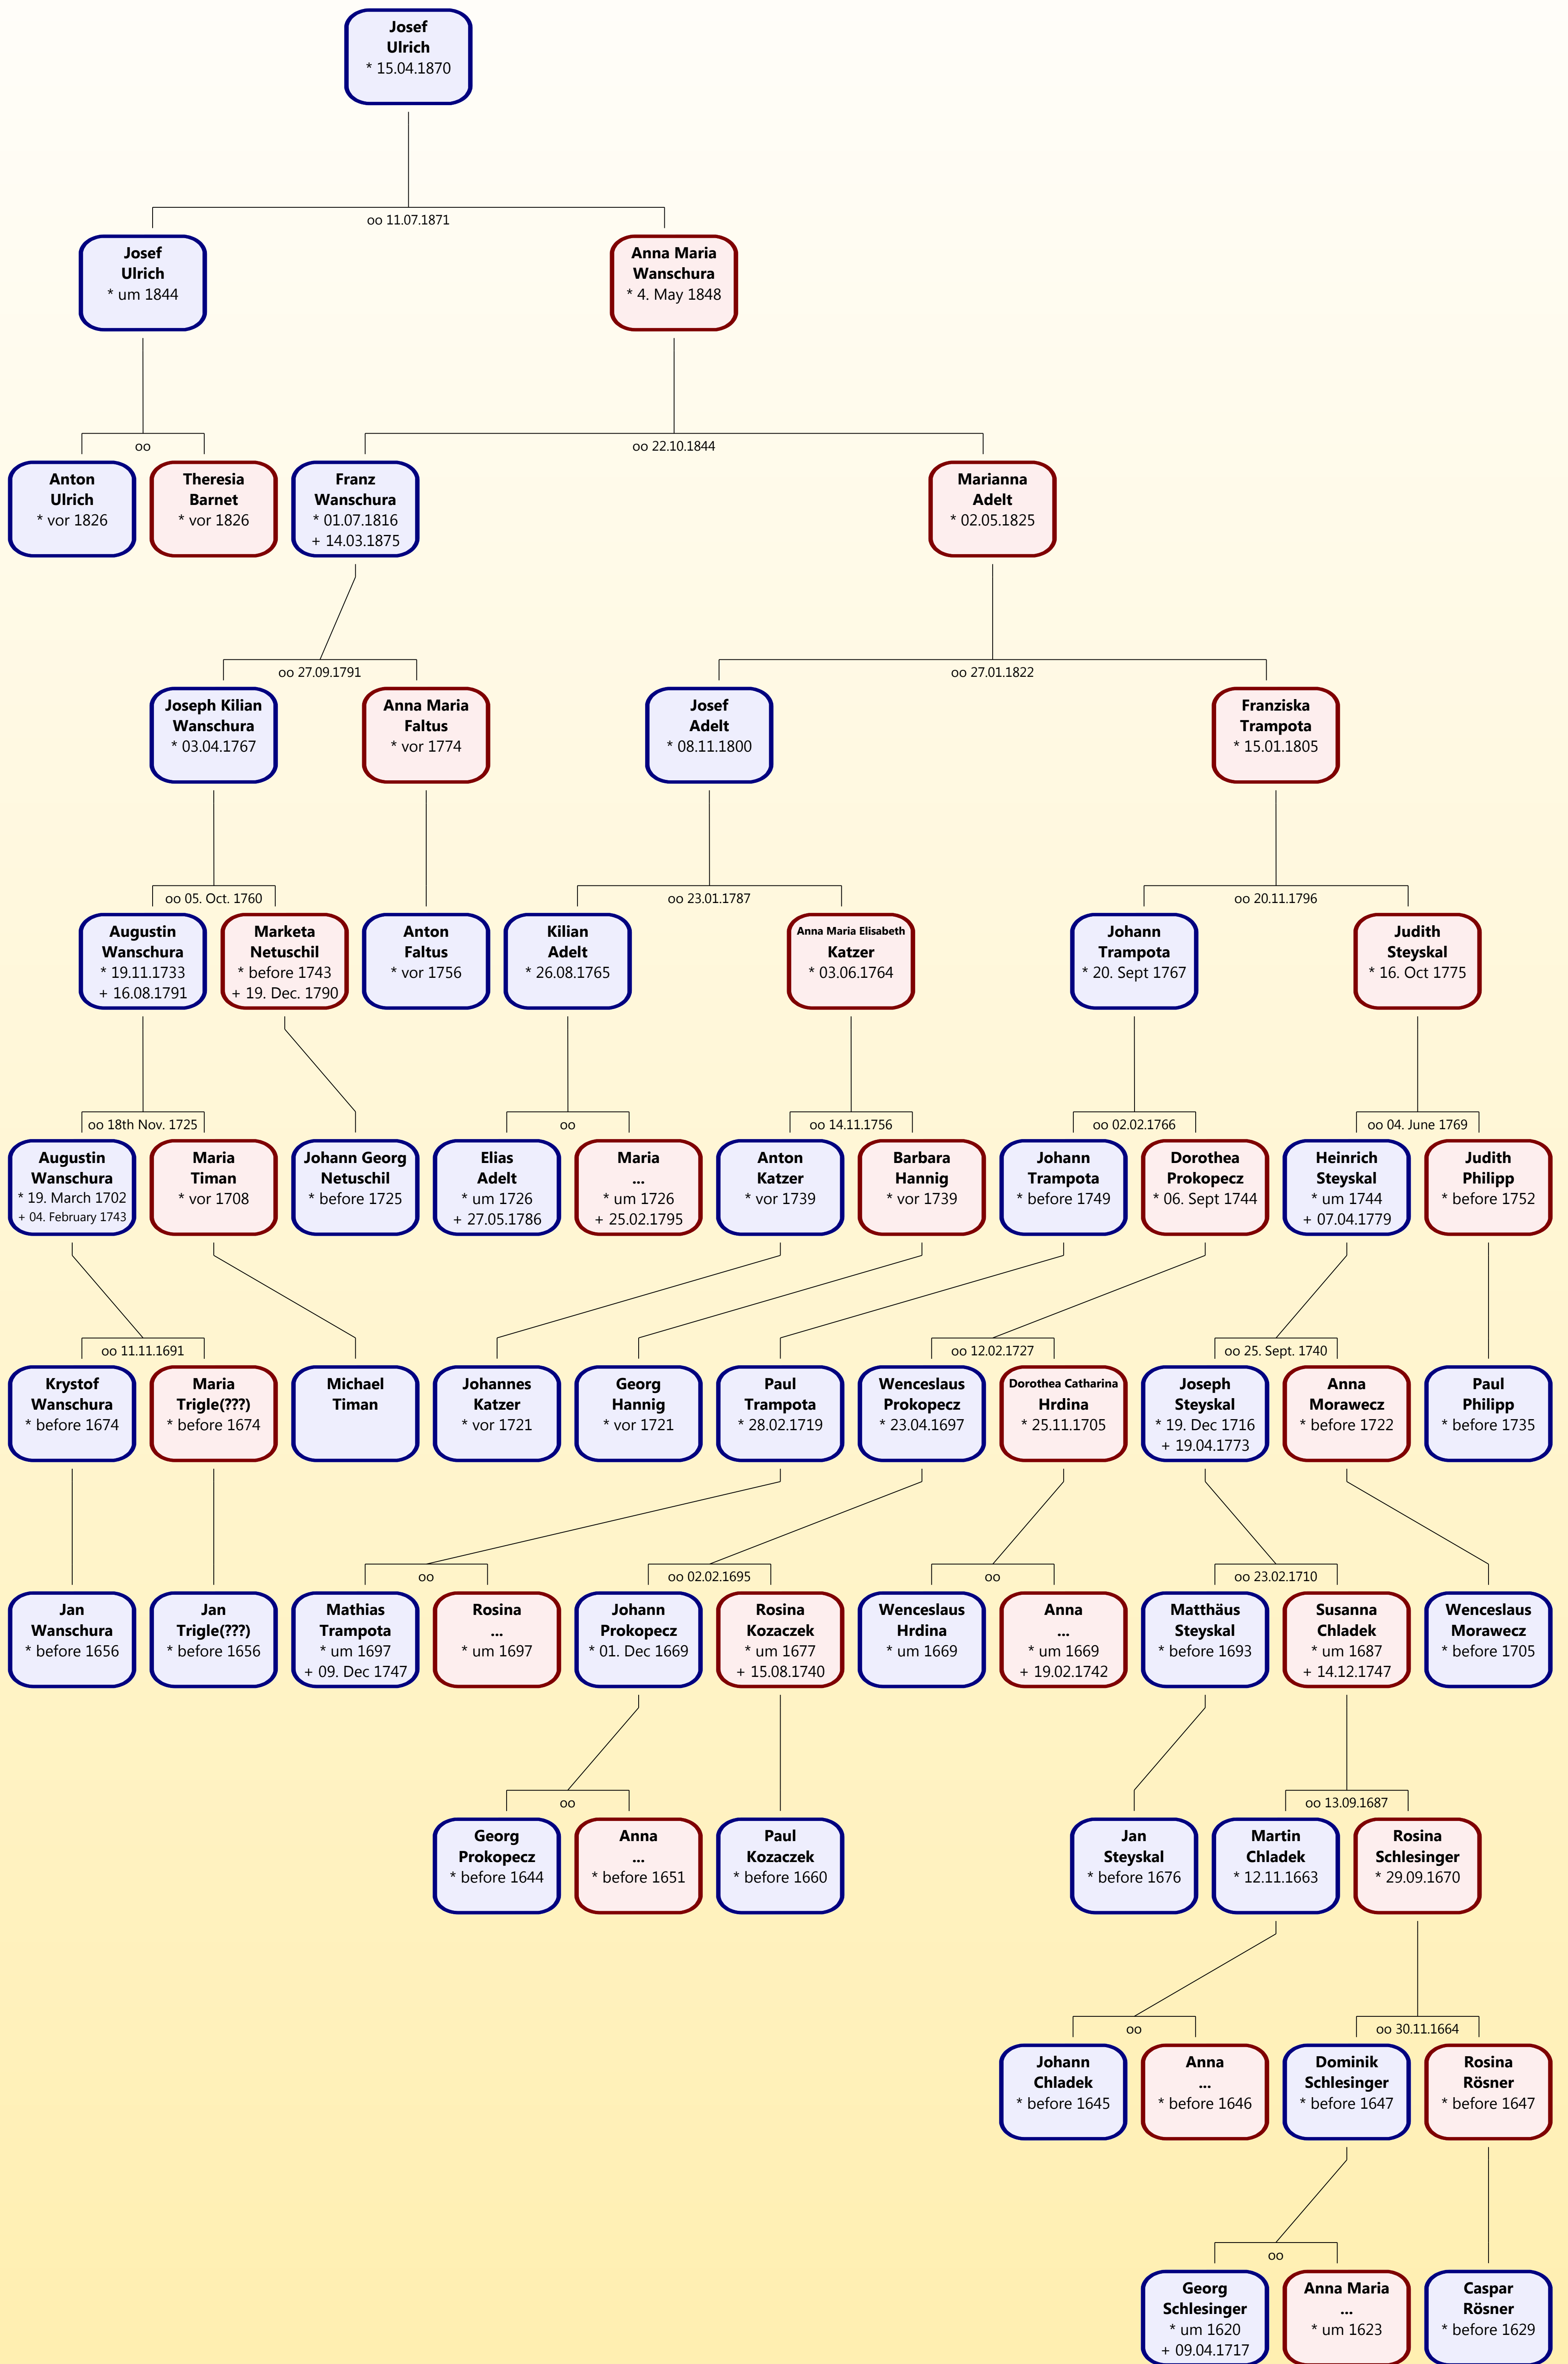 Josef
Ulrich
* 15.04.1870
oo 11.07.1871
Josef
Ulrich
* um 1844
Anna Maria
Wanschura
* 4. May 1848
oo
oo 22.10.1844
Anton
Ulrich
* vor 1826
Theresia
Barnet
* vor 1826
Franz
Wanschura
* 01.07.1816
+ 14.03.1875
Marianna
Adelt
* 02.05.1825
oo 27.09.1791
oo 27.01.1822
Joseph Kilian
Wanschura
* 03.04.1767
Anna Maria
Faltus
* vor 1774
Josef
Adelt
* 08.11.1800
Franziska
Trampota
* 15.01.1805
oo 05. Oct. 1760
oo 23.01.1787
oo 20.11.1796
Augustin
Wanschura
* 19.11.1733
+ 16.08.1791
Marketa
Netuschil
* before 1743
+ 19. Dec. 1790
Anton
Faltus
* vor 1756
Kilian
Adelt
* 26.08.1765
Anna Maria Elisabeth
Katzer
* 03.06.1764
Johann
Trampota
* 20. Sept 1767
Judith
Steyskal
* 16. Oct 1775
oo 18th Nov. 1725
oo
oo 14.11.1756
oo 02.02.1766
oo 04. June 1769
Augustin
Wanschura
* 19. March 1702
+ 04. February 1743
Maria
Timan
* vor 1708
Johann Georg
Netuschil
* before 1725
Elias
Adelt
* um 1726
+ 27.05.1786
Maria
...
* um 1726
+ 25.02.1795
Anton
Katzer
* vor 1739
Barbara
Hannig
* vor 1739
Johann
Trampota
* before 1749
Dorothea
Prokopecz
* 06. Sept 1744
Heinrich
Steyskal
* um 1744
+ 07.04.1779
Judith
Philipp
* before 1752
oo 11.11.1691
oo 12.02.1727
oo 25. Sept. 1740
Krystof
Wanschura
* before 1674
Maria
Trigle(???)
* before 1674
Michael
Timan
Johannes
Katzer
* vor 1721
Georg
Hannig
* vor 1721
Paul
Trampota
* 28.02.1719
Wenceslaus
Prokopecz
* 23.04.1697
Dorothea Catharina
Hrdina
* 25.11.1705
Joseph
Steyskal
* 19. Dec 1716
+ 19.04.1773
Anna
Morawecz
* before 1722
Paul
Philipp
* before 1735
oo
oo 02.02.1695
oo
oo 23.02.1710
Jan
Wanschura
* before 1656
Jan
Trigle(???)
* before 1656
Mathias
Trampota
* um 1697
+ 09. Dec 1747
Rosina
...
* um 1697
Johann
Prokopecz
* 01. Dec 1669
Rosina
Kozaczek
* um 1677
+ 15.08.1740
Wenceslaus
Hrdina
* um 1669
Anna
...
* um 1669
+ 19.02.1742
Matthäus
Steyskal
* before 1693
Susanna
Chladek
* um 1687
+ 14.12.1747
Wenceslaus
Morawecz
* before 1705
oo
oo 13.09.1687
Georg
Prokopecz
* before 1644
Anna
...
* before 1651
Paul
Kozaczek
* before 1660
Jan
Steyskal
* before 1676
Martin
Chladek
* 12.11.1663
Rosina
Schlesinger
* 29.09.1670
oo
oo 30.11.1664
Johann
Chladek
* before 1645
Anna
...
* before 1646
Dominik
Schlesinger
* before 1647
Rosina
Rösner
* before 1647
oo
Georg
Schlesinger
* um 1620
+ 09.04.1717
Anna Maria
...
* um 1623
Caspar
Rösner
* before 1629